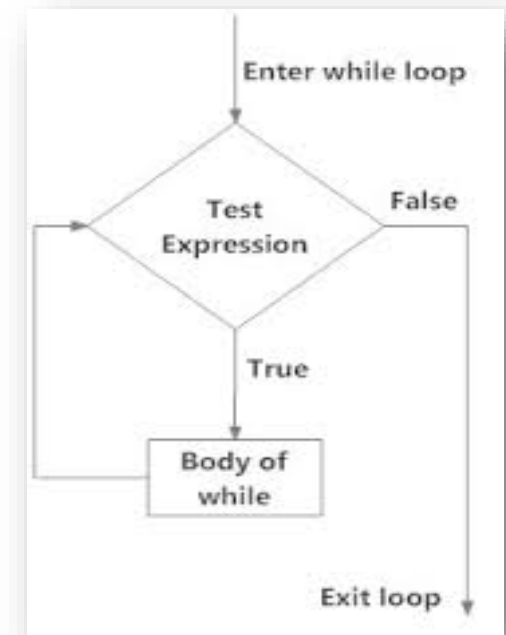 Enter while loop
Test
Expression
False
True
Body of
while
Exit loop